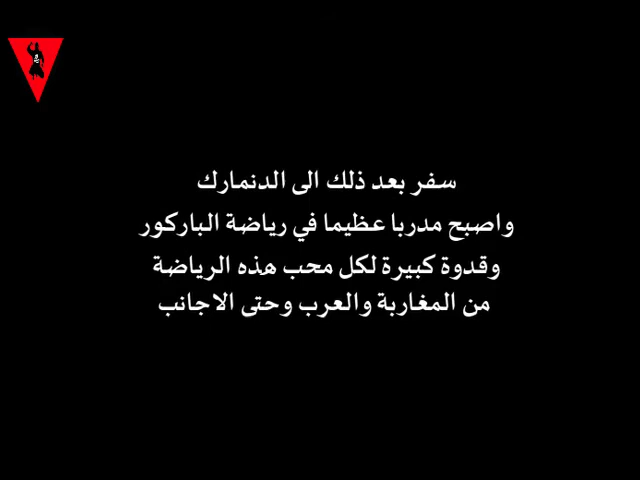 سفر بعد ذلك الى الدنمارك
واصبح مدربا عظيما في رياضة الباركور
وقدوة كبيرة لكل محب هذه الرياضة
من المغاربة والعرب وحتى الاجانب